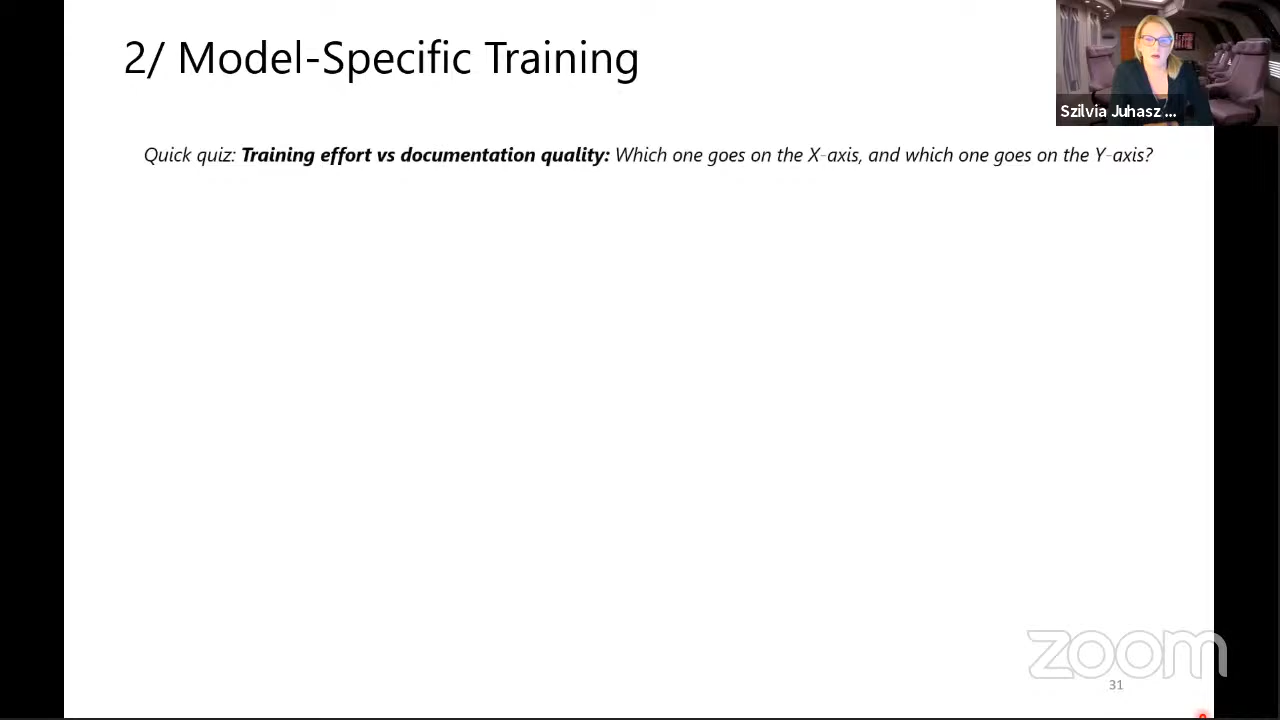 2/ Model-Specific Training
Szilvia Juhasz ...
Quick quiz: Training effort vs documentation quality: Which one goes on the X-axis, and which one goes on the Y-axis?
zoom
31